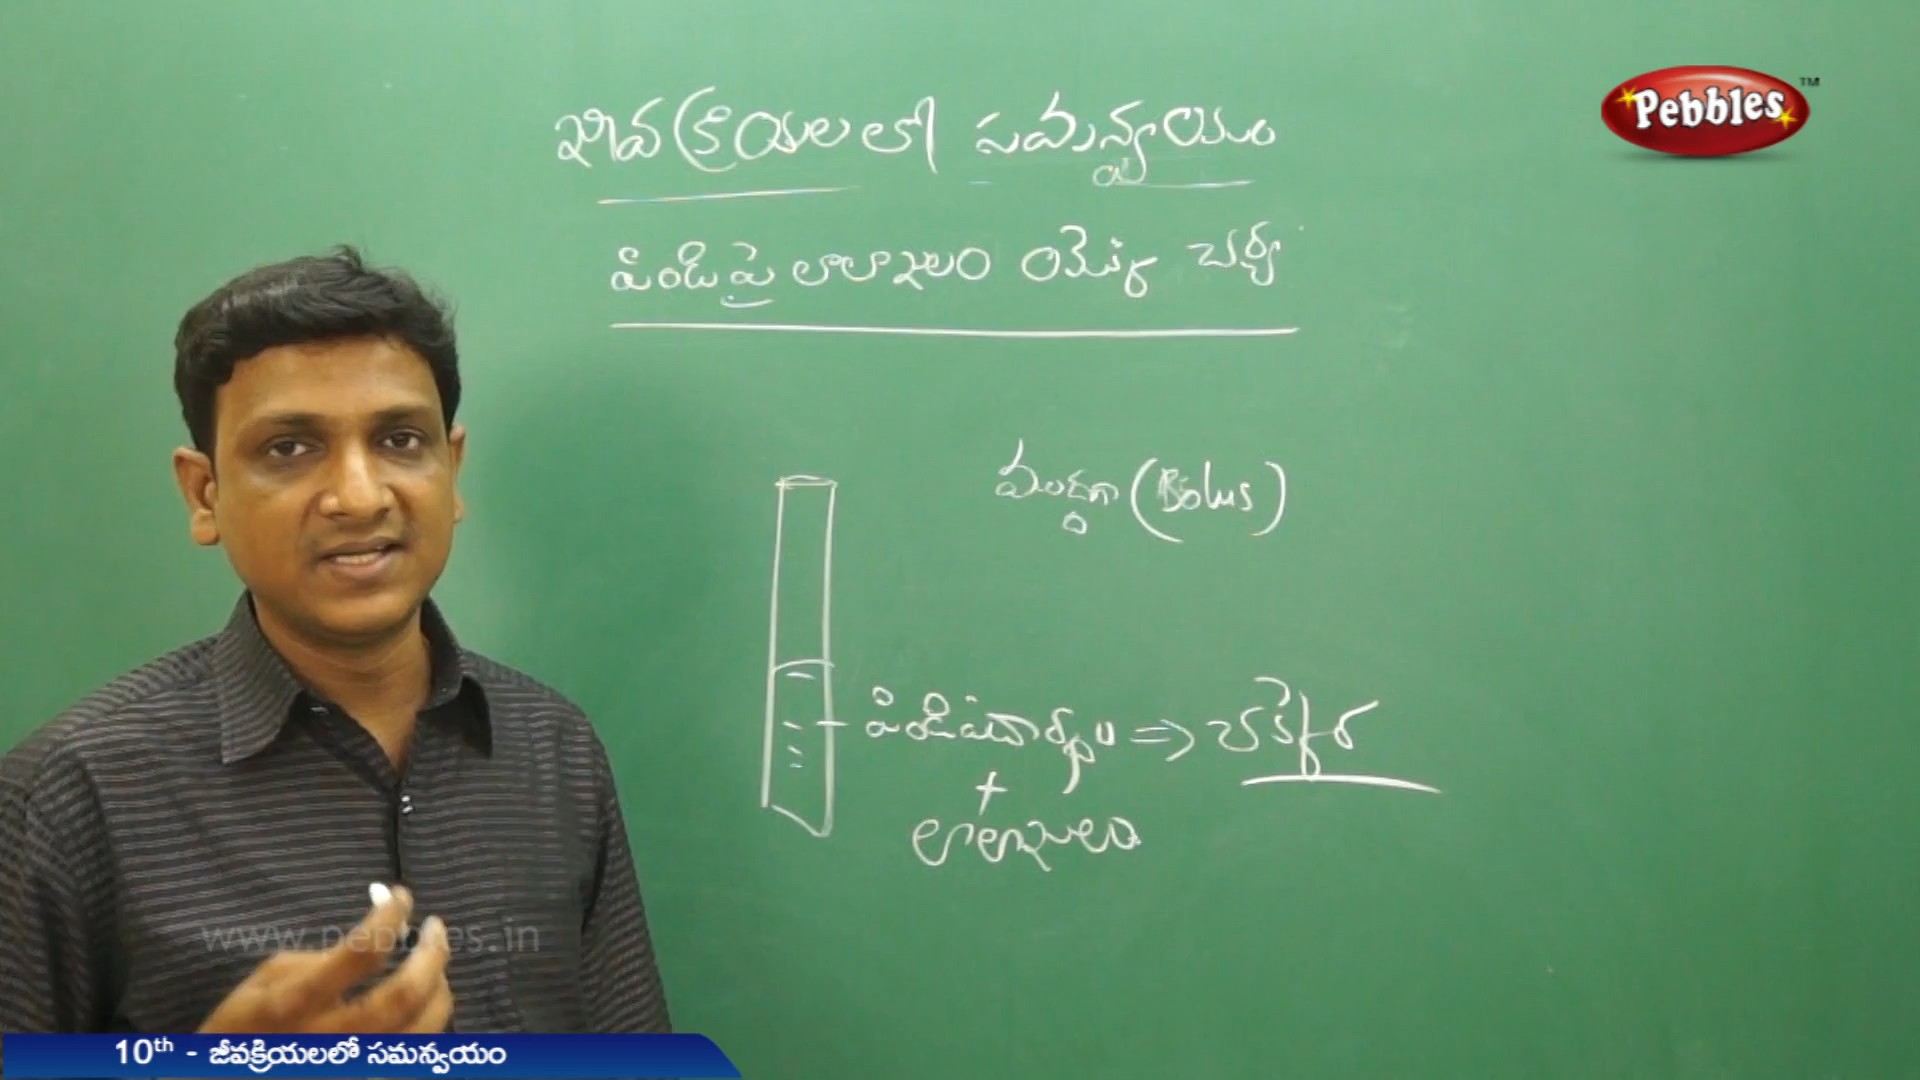 జీవక్రియలలో సమన్వయం
Pebbles™
పిండిపై లాలాజలం యొక్క చర్య
ముద్దగా (Bolus)
పిండిపదార్థం ⇒ చక్కెర
+
లాలాజలం
www.pebbles.in
10th - జీవక్రియలలో సమన్వయం